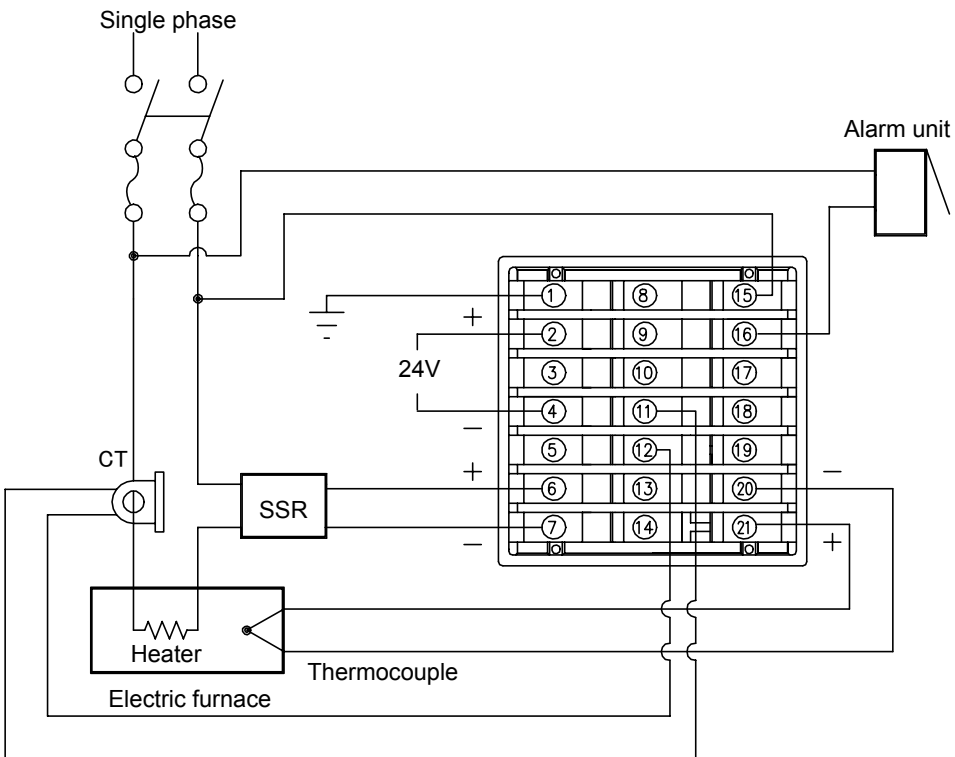 Single phase
Alarm unit
1 8 15
+
2 9 16
24V
3 10 17
4 11 18
−
CT
5 12 19
+ −
SSR
6 13 20
7 14 21
− +
Heater
Thermocouple
Electric furnace